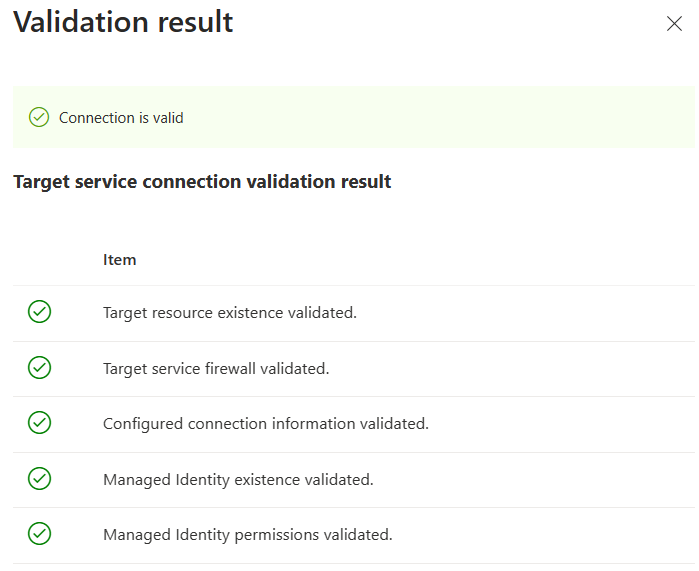 Validation result
Connection is valid
Target service connection validation result
Item
Target resource existence validated.
Target service firewall validated.
Configured connection information validated.
Managed Identity existence validated.
Managed Identity permissions validated.